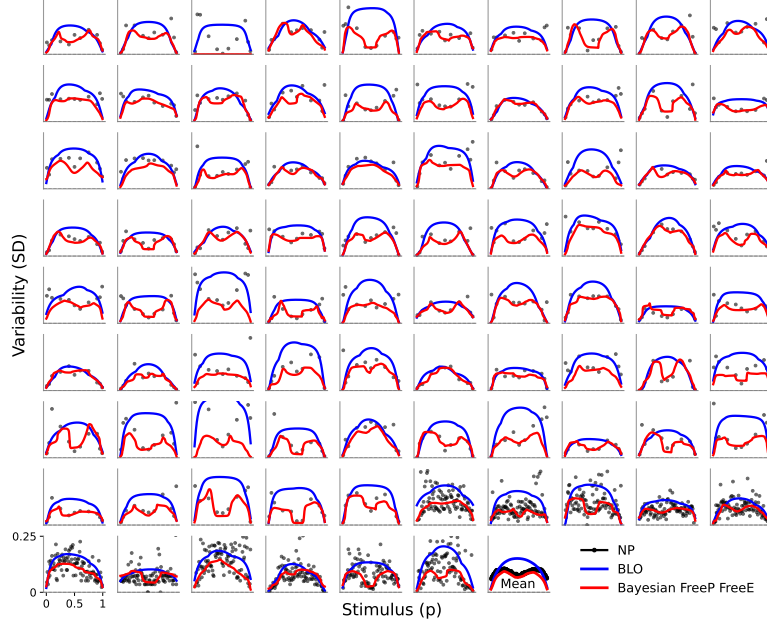 Variability (SD)
0.25
0
0
0.5
1
Stimulus (p)
Mean
NP
BLO
Bayesian FreeP FreeE